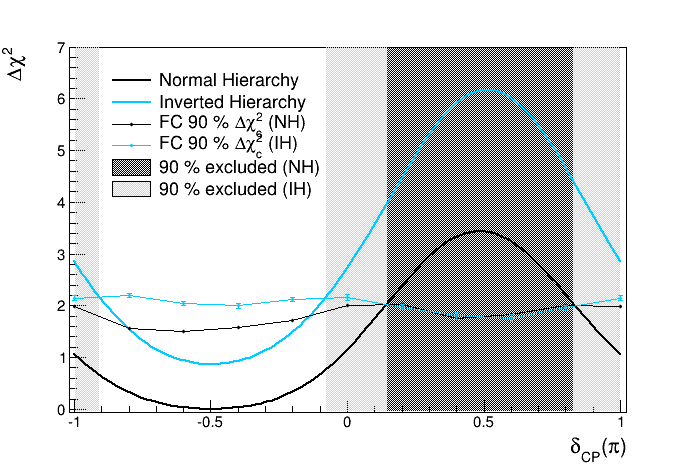 Δχ²
7
6
5
4
3
2
1
0
Normal Hierarchy
Inverted Hierarchy
FC 90 % Δχ²c (NH)
FC 90 % Δχ²c (IH)
90 % excluded (NH)
90 % excluded (IH)
-1 -0.5 0 0.5 1
δCP(π)